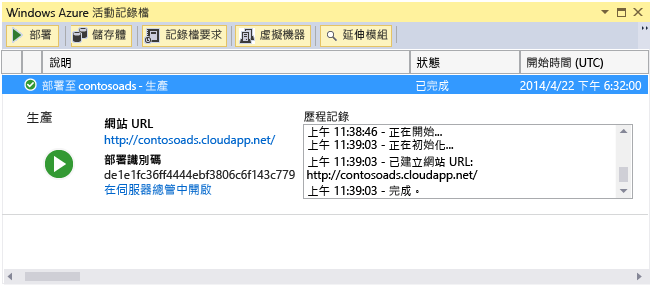 Windows Azure 活動記錄檔
部署 儲存體 記錄檔要求 虛擬機器 延伸模組
說明 狀態 開始時間 (UTC)
部署至 contosoads - 生產 已完成 2014/4/22 下午 6:32:00
生產
網站 URL
http://contosoads.cloudapp.net/
部署識別碼
de1e1fc36ff4444ebf3806c6f143c779
在伺服器總管中開啟
歷程記錄
上午 11:38:46 - 正在開始...
上午 11:39:03 - 正在初始化...
上午 11:39:03 - 已建立網站 URL:
http://contosoads.cloudapp.net/
上午 11:39:03 - 完成。